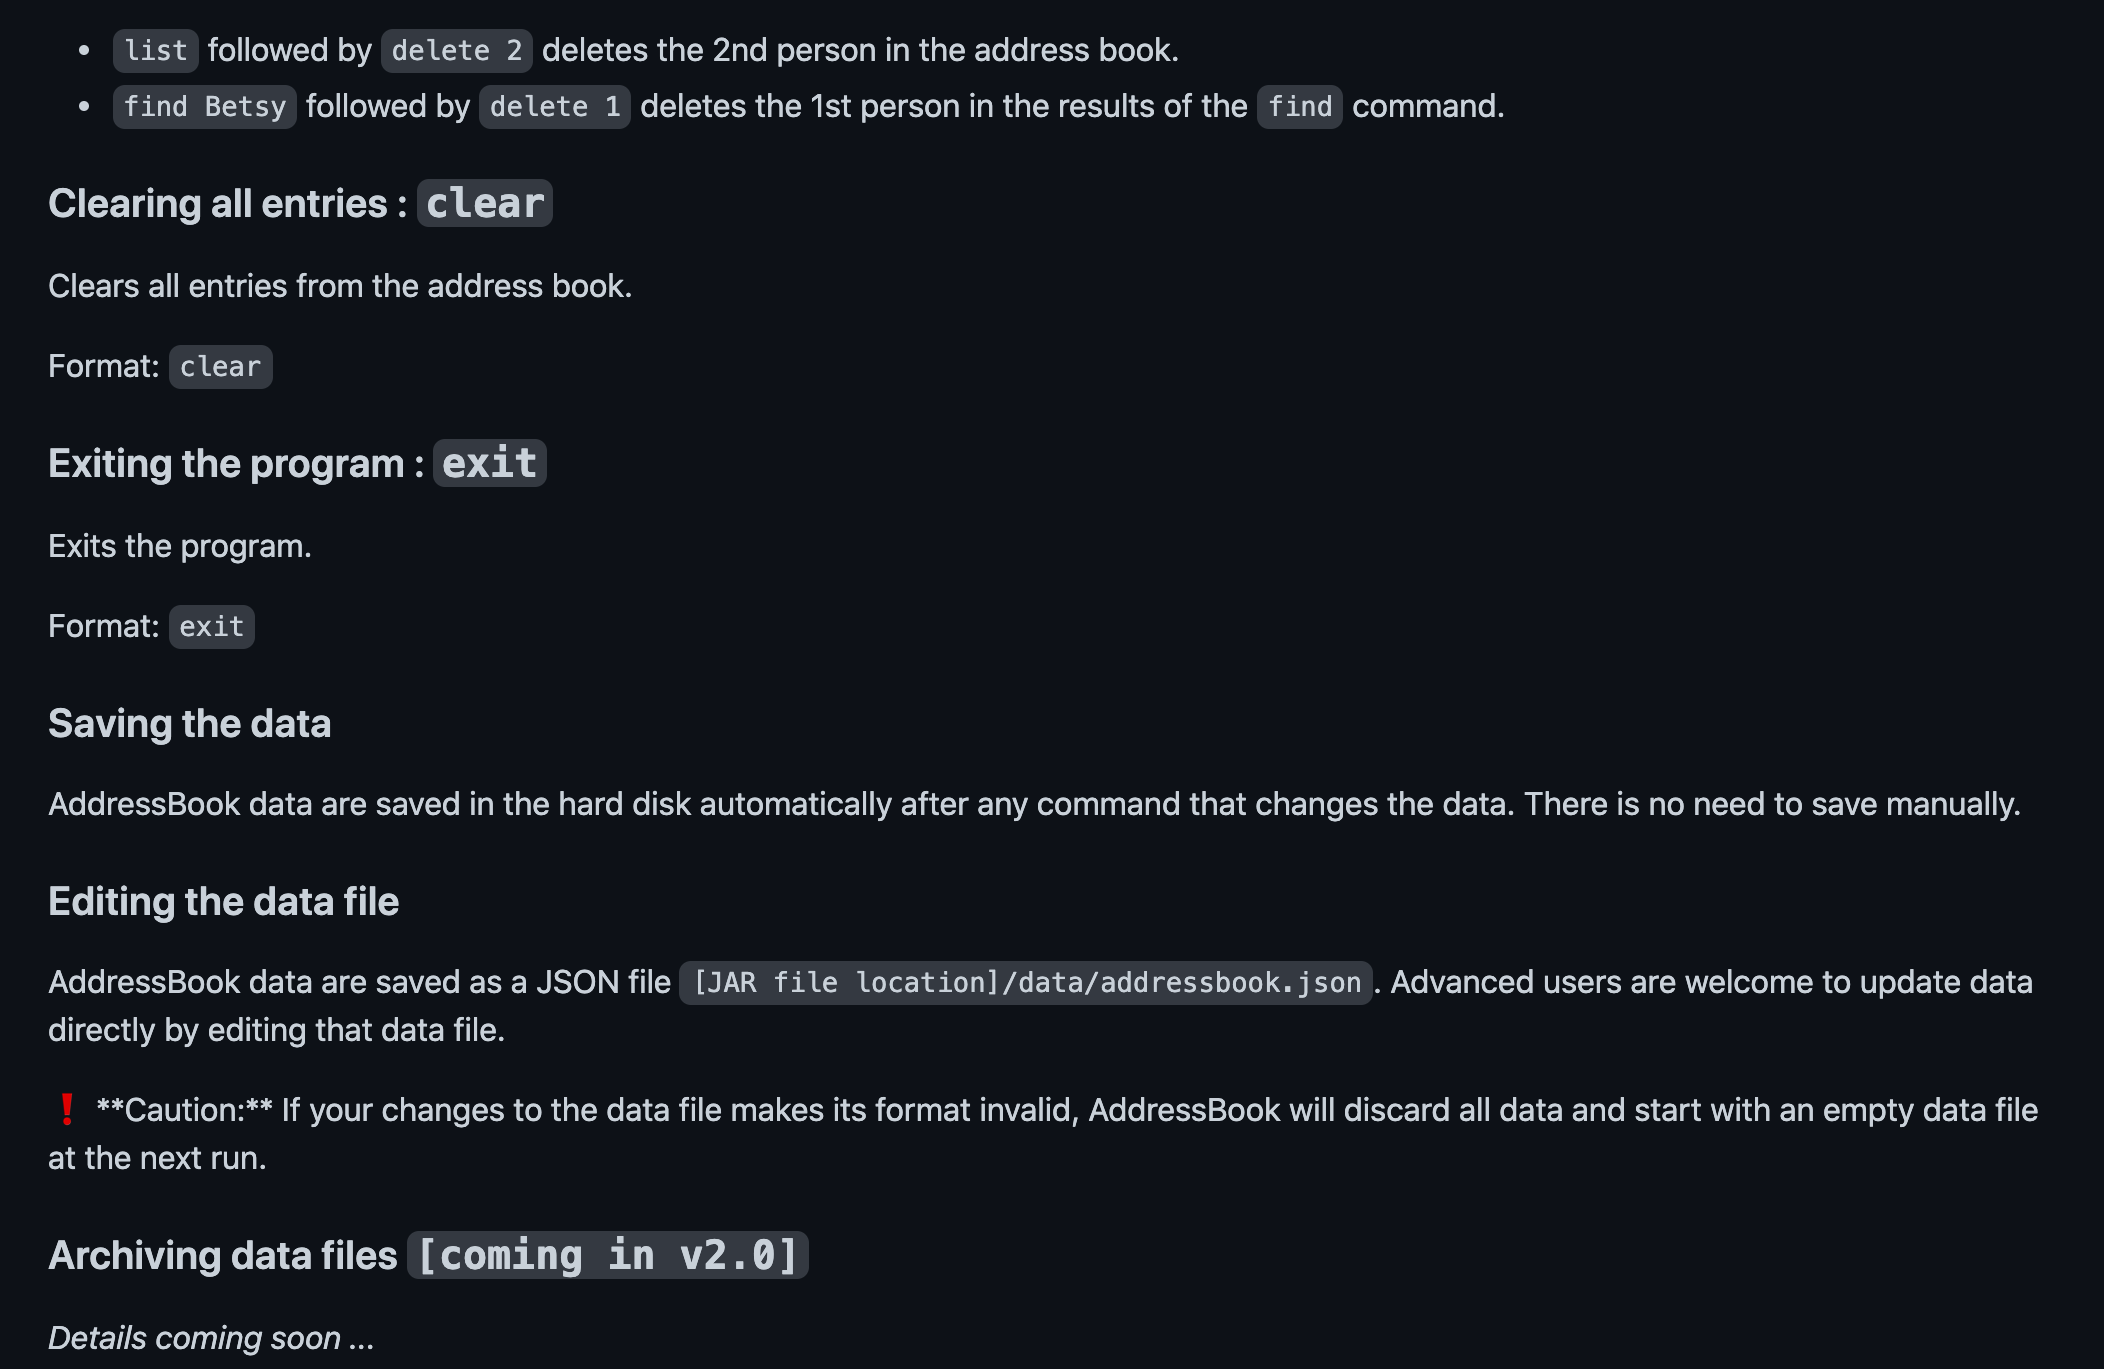 • list followed by delete 2 deletes the 2nd person in the address book.
• find Betsy followed by delete 1 deletes the 1st person in the results of the find command.
Clearing all entries : clear
Clears all entries from the address book.
Format: clear
Exiting the program : exit
Exits the program.
Format: exit
Saving the data
AddressBook data are saved in the hard disk automatically after any command that changes the data. There is no need to save manually.
Editing the data file
AddressBook data are saved as a JSON file [JAR file location]/data/addressbook.json. Advanced users are welcome to update data
directly by editing that data file.
❗ **Caution:** If your changes to the data file makes its format invalid, AddressBook will discard all data and start with an empty data file
at the next run.
Archiving data files [coming in v2.0]
Details coming soon ...